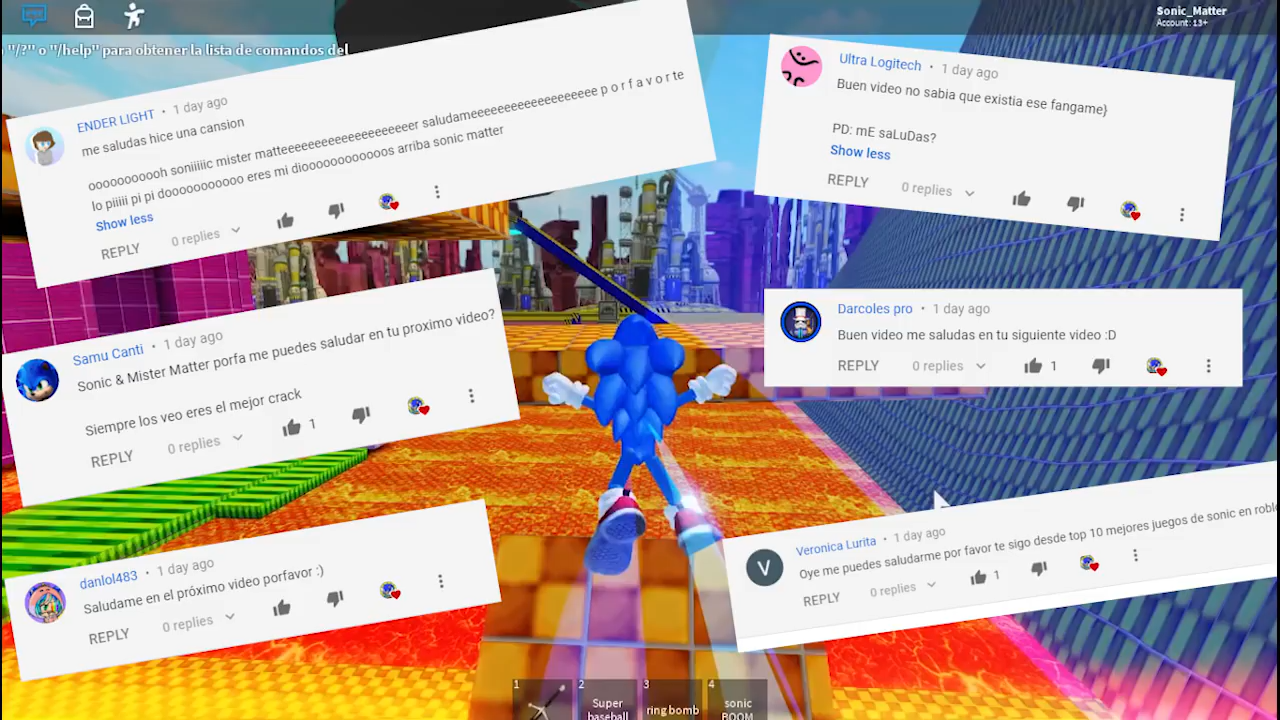 Sonic_Matter
Account: 13+
"/?" o "/help" para obtener la lista de comandos del
ENDER LIGHT • 1 day ago
me saludas hice una cansion
ooooooooooh soniiiiic mister matteeeeeeeeeeeeeeeeeeer saludameeeeeeeeeeeeeeeeeee p o r f a v o r te
lo piiiii pi pi dooooooooooo eres mi diooooooooooos arriba sonic matter
Show less
REPLY 0 replies
Ultra Logitech • 1 day ago
Buen video no sabia que existia ese fangame}
PD: mE saLuDas?
Show less
REPLY 0 replies
Samu Canti • 1 day ago
Sonic & Mister Matter porfa me puedes saludar en tu proximo video?
Siempre los veo eres el mejor crack
REPLY 0 replies 1
Darcoles pro • 1 day ago
Buen video me saludas en tu siguiente video :D
REPLY 0 replies 1
danlol483 • 1 day ago
Saludame en el próximo video porfavor :)
REPLY 0 replies
V
Veronica Lurita • 1 day ago
Oye me puedes saludarme por favor te sigo desde top 10 mejores juegos de sonic en roblo
REPLY 0 replies 1
1 2 3 4
Super baseball
ring bomb
sonic BOOM